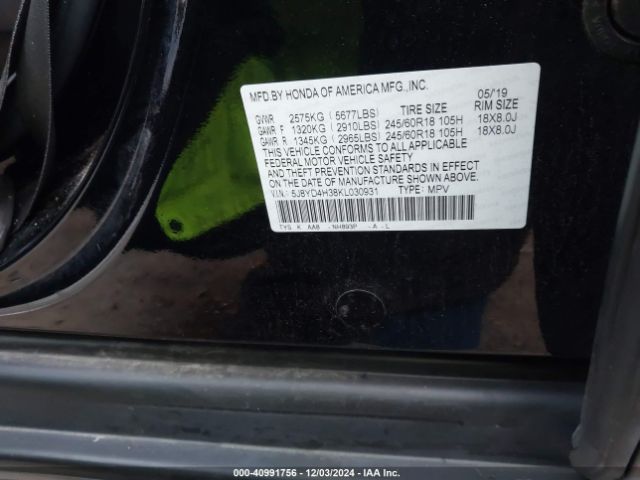 MFD.BY HONDA OF AMERICA MFG.,INC. 05/'19
TIRE SIZE RIM SIZE
GVWR 2575KG (5677LBS)
GAWR F 1320KG (2910LBS) 245/60R18 105H 18X8.0J
GAWR R 1345KG (2965LBS) 245/60R18 105H 18X8.0J
THIS VEHICLE CONFORMS TO ALL APPLICABLE
FEDERAL MOTOR VEHICLE SAFETY
AND THEFT PREVENTION STANDARDS IN EFFECT
ON THE DATE OF MANUFACTURE SHOWN ABOVE.
V.I.N.: 5J8YD4H38KL030931 TYPE: MPV
TYS K AA8 -NH893P -A -L
000-40991756 - 12/03/2024 - IAA Inc.